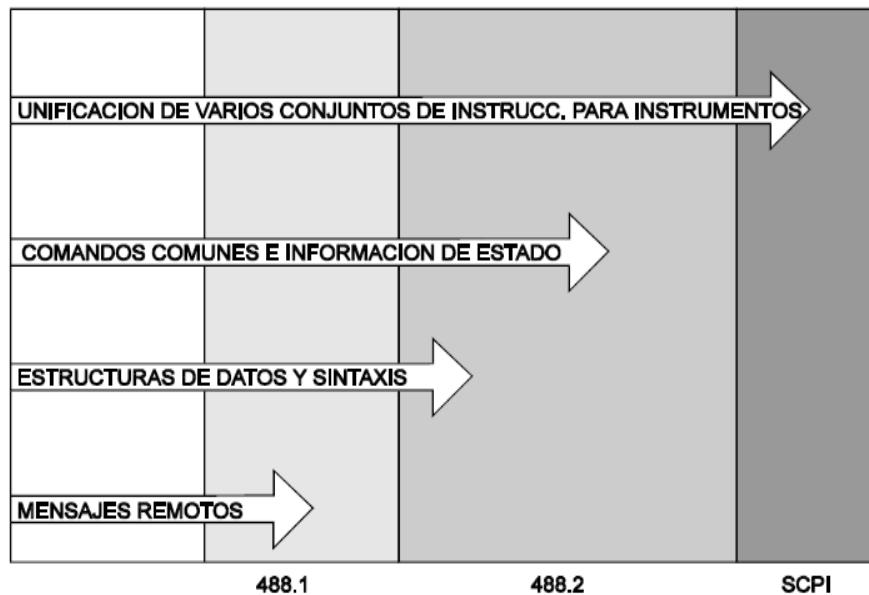 UNIFICACION DE VARIOS CONJUNTOS DE INSTRUCC. PARA INSTRUMENTOS
COMANDOS COMUNES E INFORMACION DE ESTADO
ESTRUCTURAS DE DATOS Y SINTAXIS
MENSAJES REMOTOS
488.1 488.2 SCPI